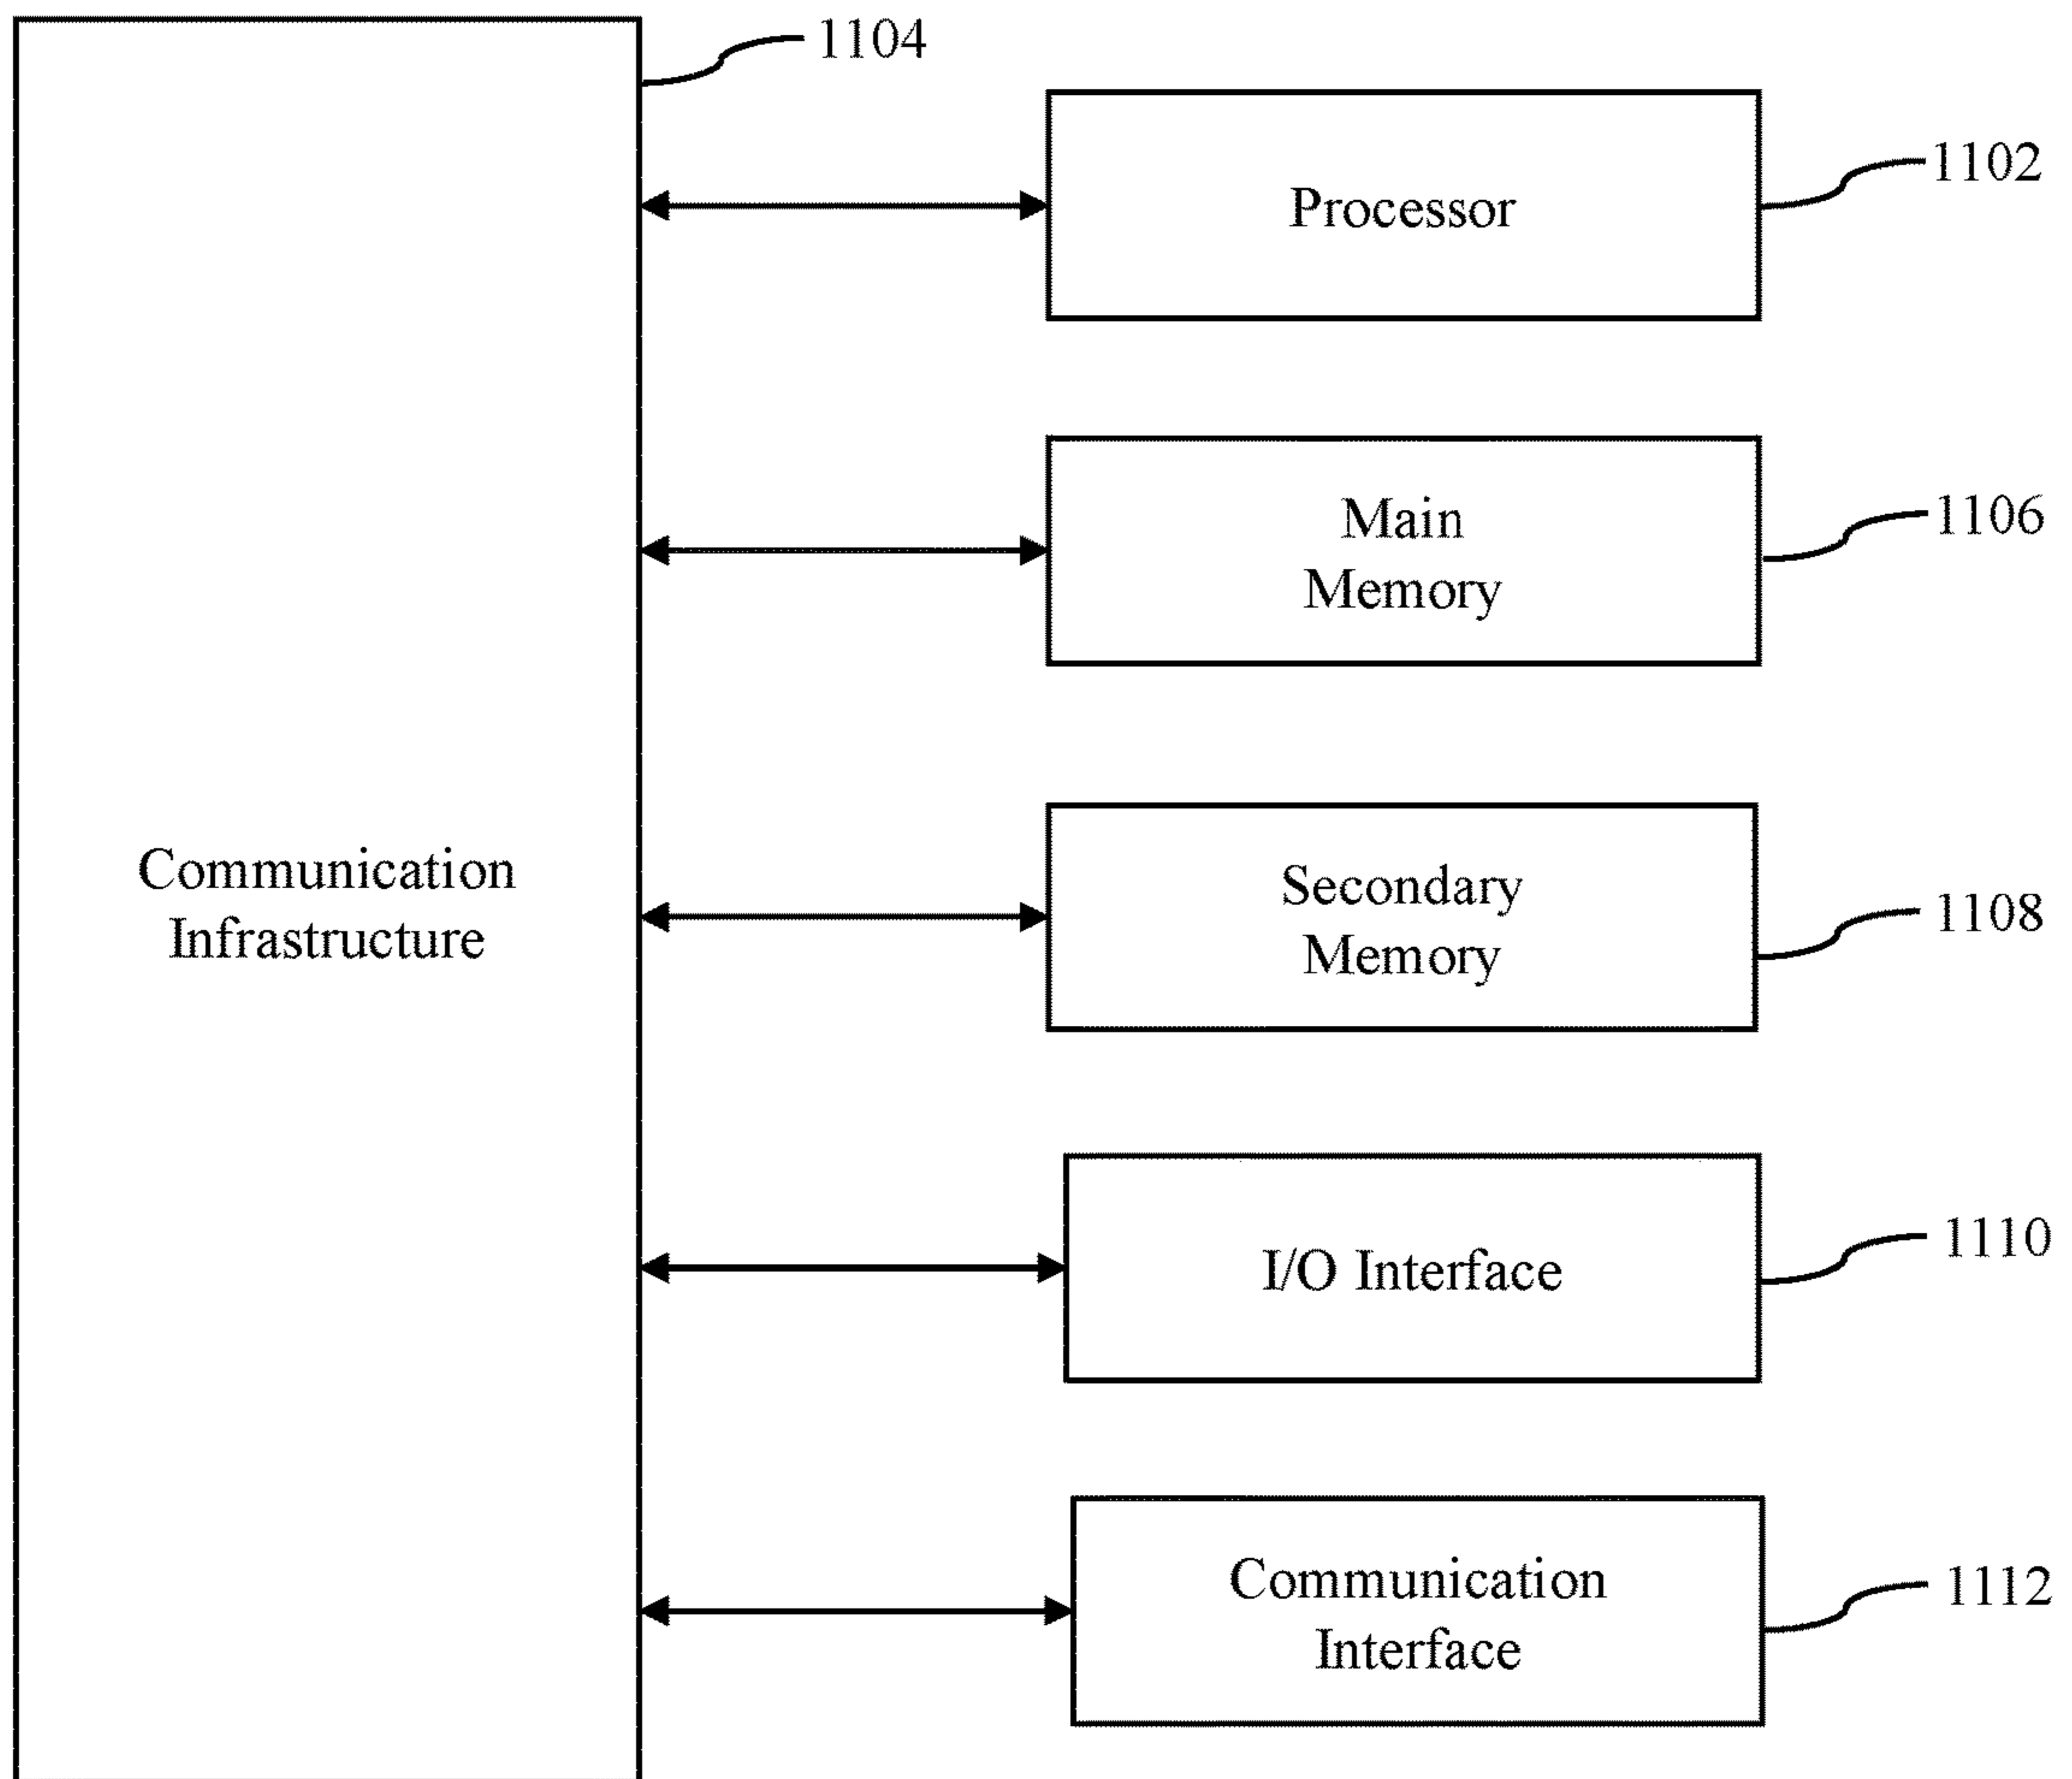 1104
Processor
1102
Main
Memory
1106
Communication
Infrastructure
Secondary
Memory
1108
I/O Interface
1110
Communication
Interface
1112